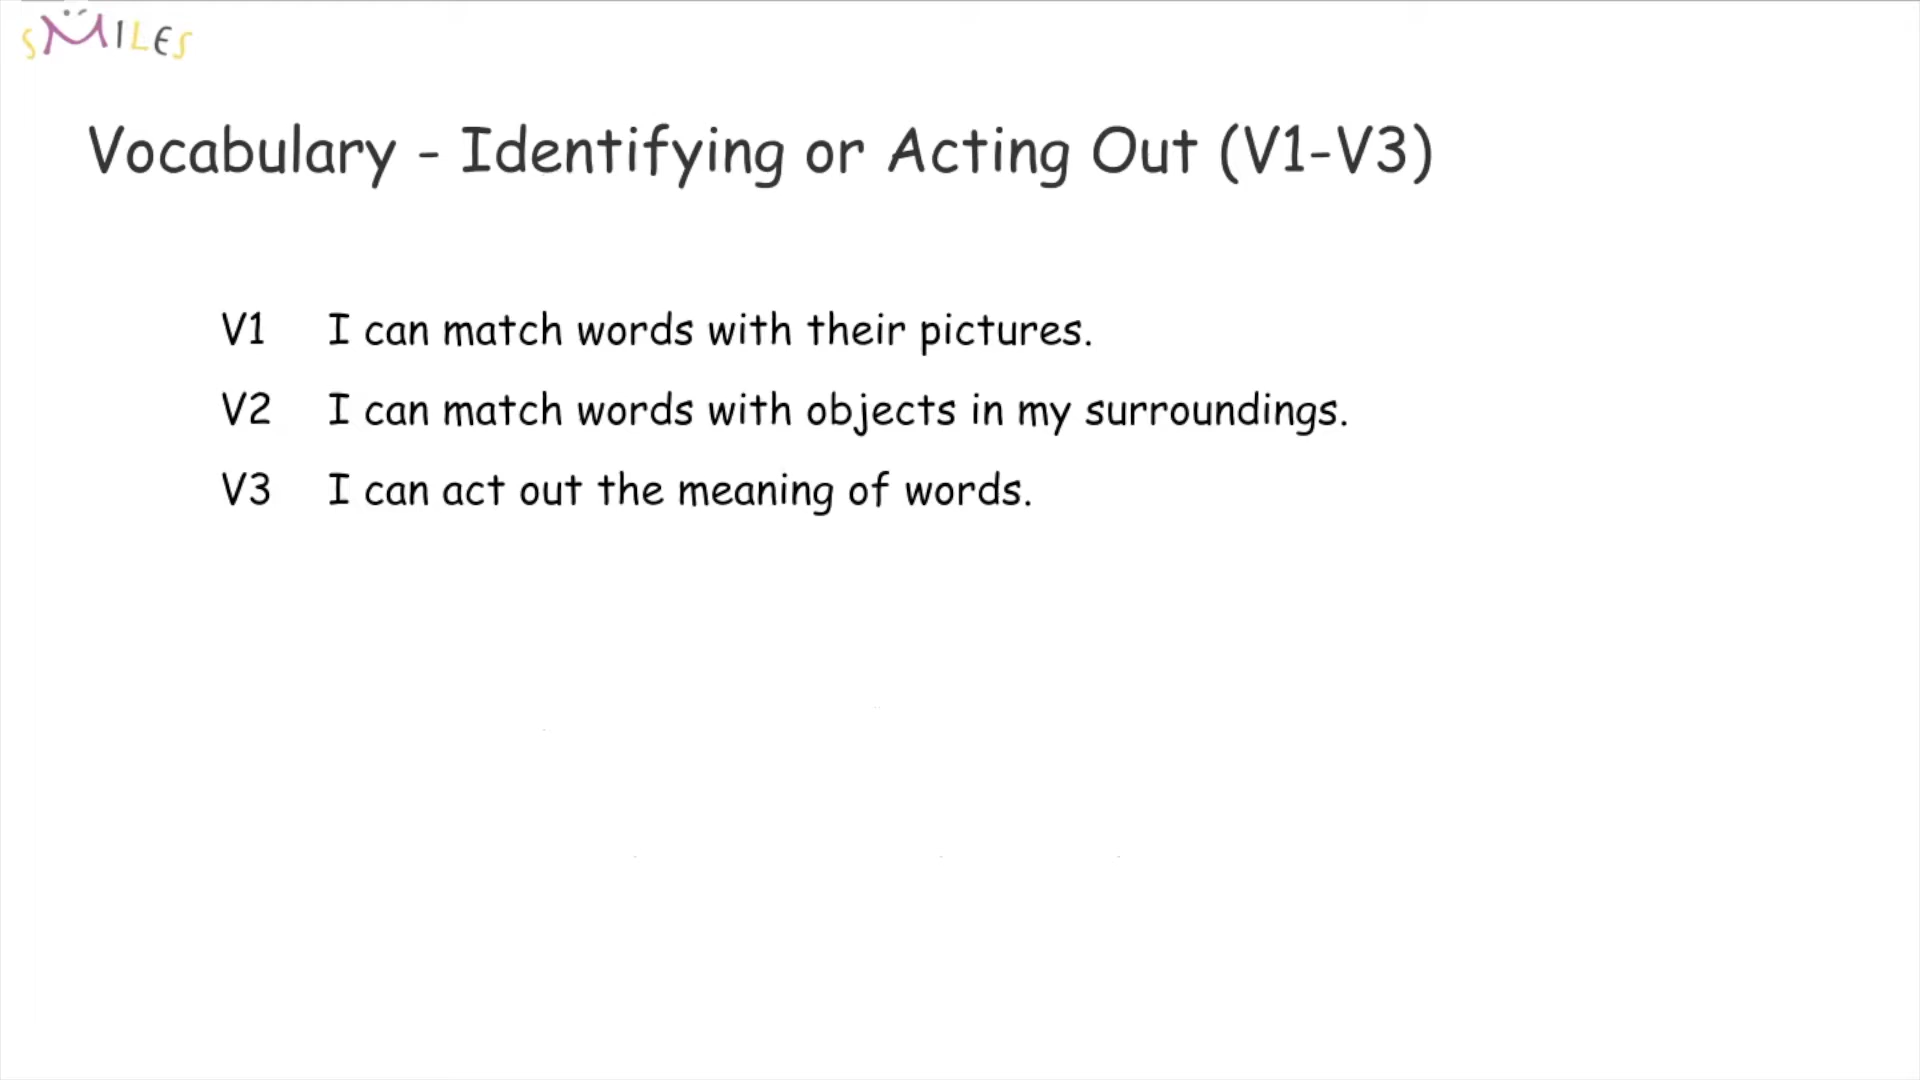 sMILES
Vocabulary - Identifying or Acting Out (V1-V3)
V1 I can match words with their pictures.
V2 I can match words with objects in my surroundings.
V3 I can act out the meaning of words.